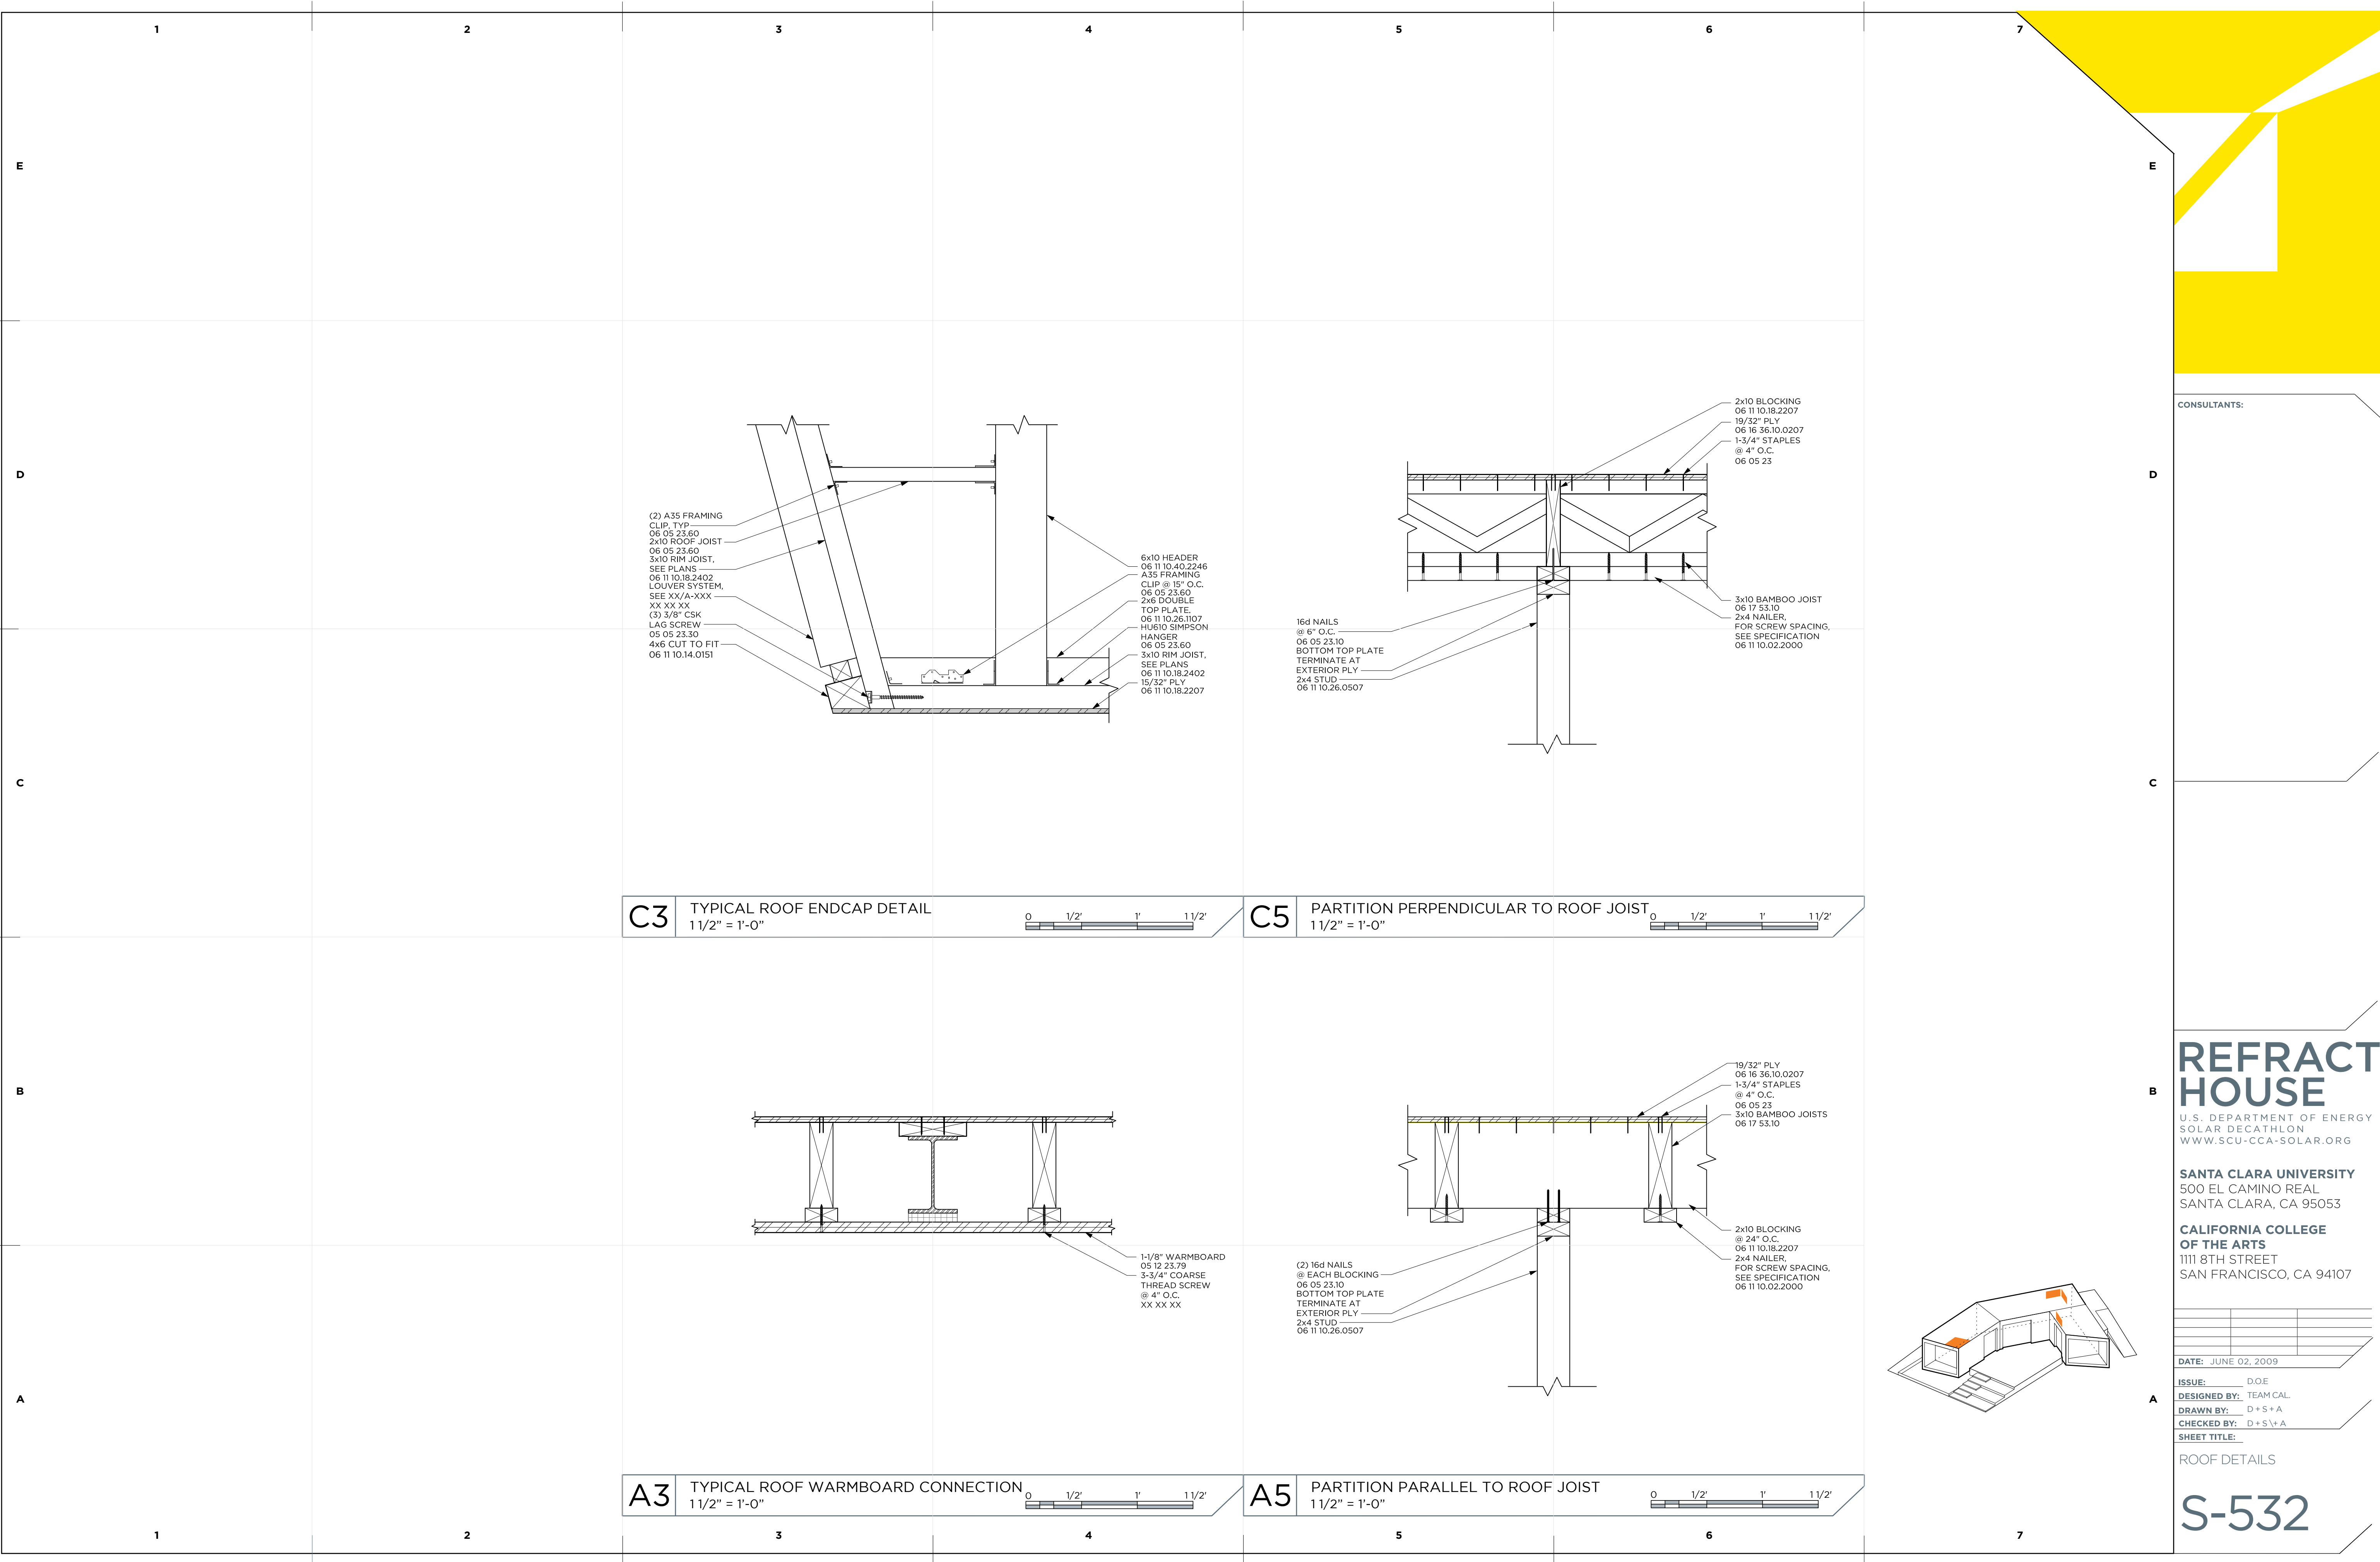 1 2 3 4 5 6 7
E E
D D
C C
B B
A A
(2) A35 FRAMING
CLIP, TYP
06 05 23.60
2x10 ROOF JOIST
06 05 23.60
3x10 RIM JOIST,
SEE PLANS
06 11 10.18.2402
LOUVER SYSTEM,
SEE XX/A-XXX
XX XX XX
(3) 3/8" CSK
LAG SCREW
05 05 23.30
4x6 CUT TO FIT
06 11 10.14.0151
6x10 HEADER
06 11 10.40.2246
A35 FRAMING
CLIP @ 15" O.C.
06 05 23.60
2x6 DOUBLE
TOP PLATE.
06 11 10.26.1107
HU610 SIMPSON
HANGER
06 05 23.60
3x10 RIM JOIST,
SEE PLANS
06 11 10.18.2402
15/32" PLY
06 11 10.18.2207
C3
TYPICAL ROOF ENDCAP DETAIL
1 1/2” = 1’-0”
0 1/2' 1' 1 1/2'
2x10 BLOCKING
06 11 10.18.2207
19/32" PLY
06 16 36.10.0207
1-3/4" STAPLES
@ 4" O.C.
06 05 23
16d NAILS
@ 6" O.C.
06 05 23.10
BOTTOM TOP PLATE
TERMINATE AT
EXTERIOR PLY
2x4 STUD
06 11 10.26.0507
3x10 BAMBOO JOIST
06 17 53.10
2x4 NAILER,
FOR SCREW SPACING,
SEE SPECIFICATION
06 11 10.02.2000
C5
PARTITION PERPENDICULAR TO ROOF JOIST
1 1/2” = 1’-0”
0 1/2' 1' 1 1/2'
1-1/8" WARMBOARD
05 12 23.79
3-3/4" COARSE
THREAD SCREW
@ 4" O.C.
XX XX XX
A3
TYPICAL ROOF WARMBOARD CONNECTION
1 1/2” = 1’-0”
0 1/2' 1' 1 1/2'
19/32" PLY
06 16 36.10.0207
1-3/4" STAPLES
@ 4" O.C.
06 05 23
3x10 BAMBOO JOISTS
06 17 53.10
(2) 16d NAILS
@ EACH BLOCKING
06 05 23.10
BOTTOM TOP PLATE
TERMINATE AT
EXTERIOR PLY
2x4 STUD
06 11 10.26.0507
2x10 BLOCKING
@ 24" O.C.
06 11 10.18.2207
2x4 NAILER,
FOR SCREW SPACING,
SEE SPECIFICATION
06 11 10.02.2000
A5
PARTITION PARALLEL TO ROOF JOIST
1 1/2” = 1’-0”
0 1/2' 1' 1 1/2'
1 2 3 4 5 6 7
CONSULTANTS:
REFRACT
HOUSE
U.S. DEPARTMENT OF ENERGY
SOLAR DECATHLON
WWW.SCU-CCA-SOLAR.ORG
SANTA CLARA UNIVERSITY
500 EL CAMINO REAL
SANTA CLARA, CA 95053
CALIFORNIA COLLEGE
OF THE ARTS
1111 8TH STREET
SAN FRANCISCO, CA 94107
DATE: JUNE 02, 2009
ISSUE: D.O.E
DESIGNED BY: TEAM CAL.
DRAWN BY: D + S + A
CHECKED BY: D + S \+ A
SHEET TITLE:
ROOF DETAILS
S-532